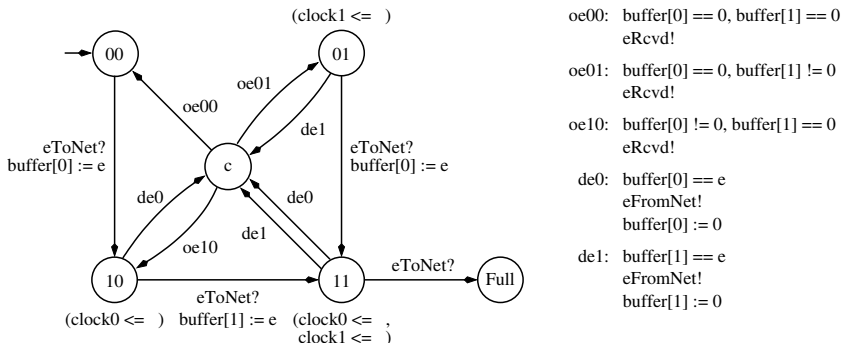 (clock1 <= )
00
01
oe00
oe01
de1
eToNet?
buffer[0] := e
eToNet?
buffer[0] := e
c
de0
de0
oe10
de1
10
11
Full
eToNet?
eToNet?
(clock0 <= )
buffer[1] := e
(clock0 <= ,
clock1 <= )
oe00: buffer[0] == 0, buffer[1] == 0
eRcvd!
oe01: buffer[0] == 0, buffer[1] != 0
eRcvd!
oe10: buffer[0] != 0, buffer[1] == 0
eRcvd!
de0: buffer[0] == e
eFromNet!
buffer[0] := 0
de1: buffer[1] == e
eFromNet!
buffer[1] := 0